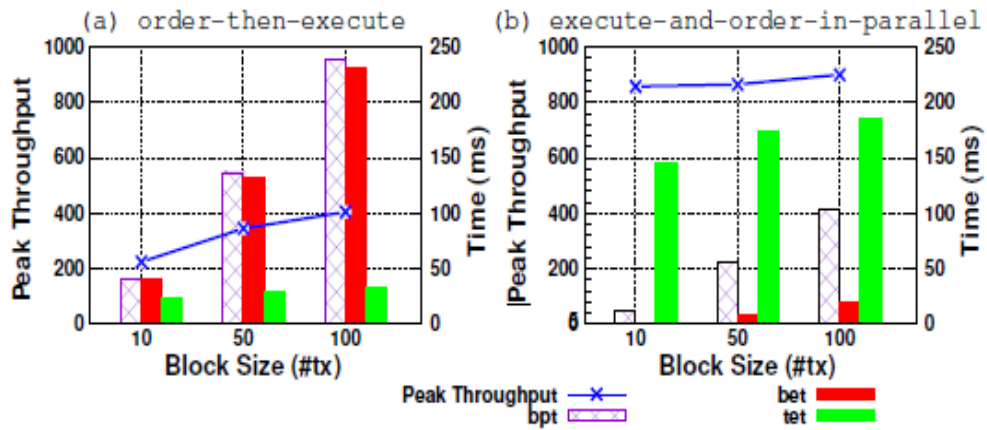 (a) order-then-execute
(b) execute-and-order-in-parallel
1000
800
600
400
200
0
Peak Throughput
250
200
150
100
50
0
Time (ms)
10 50 100
Block Size (#tx)
1000
800
600
400
200
0
Peak Throughput
250
200
150
100
50
0
Time (ms)
10 50 100
Block Size (#tx)
Peak Throughput
bpt
bet
tet